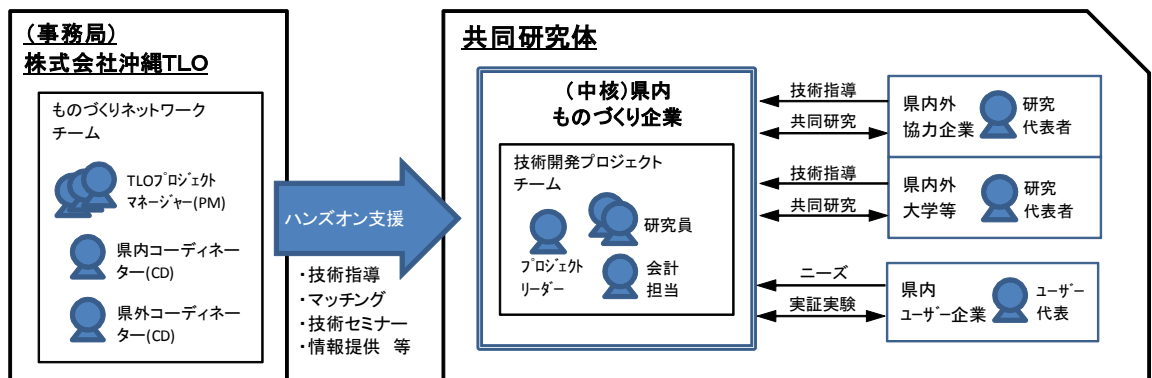 （事務局）
株式会社沖縄TLO
ものづくりネットワーク
チーム
TLOﾌﾟﾛｼﾞｪｸﾄ
ﾏﾈｰｼﾞｬｰ(PM)
県内コーディネー
ター(CD)
県外コーディネー
ター(CD)
ハンズオン支援
・技術指導
・マッチング
・技術セミナー
・情報提供　等
共同研究体
（中核）県内
ものづくり企業
技術開発プロジェクト
チーム
研究員
ﾌﾟﾛｼﾞｪｸﾄ
ﾘｰﾀﾞｰ
会計
担当
技術指導
共同研究
県内外
協力企業
研究
代表者
技術指導
共同研究
県内外
大学等
研究
代表者
ニーズ
実証実験
県内
ﾕｰｻﾞｰ企業
ﾕｰｻﾞｰ
代表